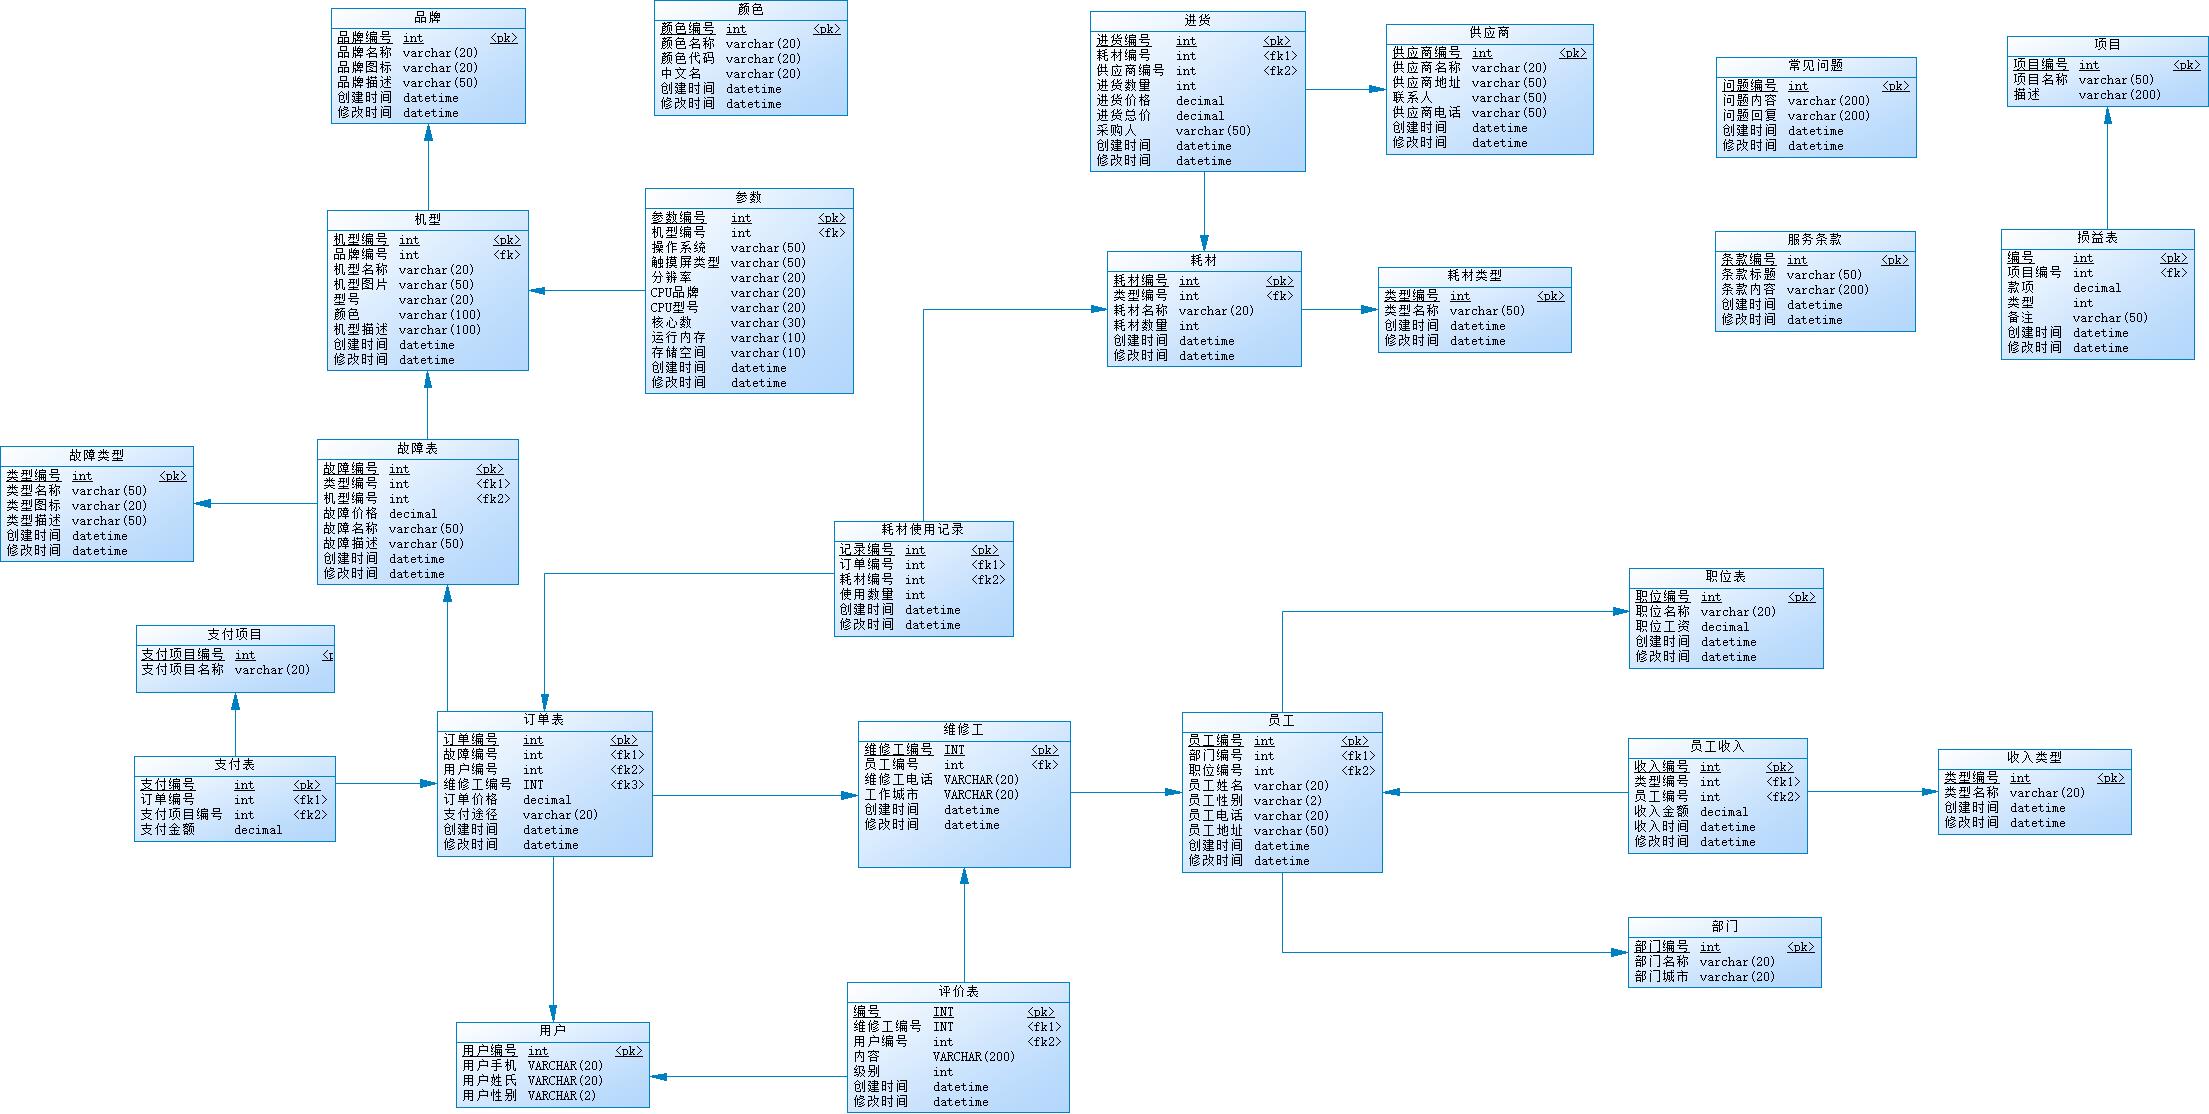 品牌
品牌编号 int <pk>
品牌名称 varchar(20)
品牌图标 varchar(20)
品牌描述 varchar(50)
创建时间 datetime
修改时间 datetime
颜色
颜色编号 int <pk>
颜色名称 varchar(20)
颜色代码 varchar(20)
中文名 varchar(20)
创建时间 datetime
修改时间 datetime
进货
进货编号 int <pk>
耗材编号 int <fk1>
供应商编号 int <fk2>
进货数量 int
进货价格 decimal
进货总价 decimal
采购人 varchar(50)
创建时间 datetime
修改时间 datetime
供应商
供应商编号 int <pk>
供应商名称 varchar(20)
供应商地址 varchar(50)
联系人 varchar(50)
供应商电话 varchar(50)
创建时间 datetime
修改时间 datetime
常见问题
问题编号 int <pk>
问题内容 varchar(200)
问题回复 varchar(200)
创建时间 datetime
修改时间 datetime
项目
项目编号 int <pk>
项目名称 varchar(50)
描述 varchar(200)
机型
机型编号 int <pk>
品牌编号 int <fk>
机型名称 varchar(20)
机型图片 varchar(50)
型号 varchar(20)
颜色 varchar(100)
机型描述 varchar(100)
创建时间 datetime
修改时间 datetime
参数
参数编号 int <pk>
机型编号 int <fk>
操作系统 varchar(50)
触摸屏类型 varchar(50)
分辨率 varchar(20)
CPU品牌 varchar(20)
CPU型号 varchar(20)
核心数 varchar(30)
运行内存 varchar(10)
存储空间 varchar(10)
创建时间 datetime
修改时间 datetime
耗材
耗材编号 int <pk>
类型编号 int <fk>
耗材名称 varchar(20)
耗材数量 int
创建时间 datetime
修改时间 datetime
耗材类型
类型编号 int <pk>
类型名称 varchar(50)
创建时间 datetime
修改时间 datetime
服务条款
条款编号 int <pk>
条款标题 varchar(50)
条款内容 varchar(200)
创建时间 datetime
修改时间 datetime
损益表
编号 int <pk>
项目编号 int <fk>
款项 decimal
类型 int
备注 varchar(50)
创建时间 datetime
修改时间 datetime
故障类型
类型编号 int <pk>
类型名称 varchar(50)
类型图标 varchar(20)
类型描述 varchar(50)
创建时间 datetime
修改时间 datetime
故障表
故障编号 int <pk>
类型编号 int <fk1>
机型编号 int <fk2>
故障价格 decimal
故障名称 varchar(50)
故障描述 varchar(50)
创建时间 datetime
修改时间 datetime
耗材使用记录
记录编号 int <pk>
订单编号 int <fk1>
耗材编号 int <fk2>
使用数量 int
创建时间 datetime
修改时间 datetime
职位表
职位编号 int <pk>
职位名称 varchar(20)
职位工资 decimal
创建时间 datetime
修改时间 datetime
支付项目
支付项目编号 int <p
支付项目名称 varchar(20)
支付表
支付编号 int <pk>
订单编号 int <fk1>
支付项目编号 int <fk2>
支付金额 decimal
订单表
订单编号 int <pk>
故障编号 int <fk1>
用户编号 int <fk2>
维修工编号 INT <fk3>
订单价格 decimal
支付途径 varchar(20)
创建时间 datetime
修改时间 datetime
维修工
维修工编号 INT <pk>
员工编号 int <fk>
维修工电话 VARCHAR(20)
工作城市 VARCHAR(20)
创建时间 datetime
修改时间 datetime
员工
员工编号 int <pk>
部门编号 int <fk1>
职位编号 int <fk2>
员工姓名 varchar(20)
员工性别 varchar(2)
员工电话 varchar(20)
员工地址 varchar(50)
创建时间 datetime
修改时间 datetime
员工收入
收入编号 int <pk>
类型编号 int <fk1>
员工编号 int <fk2>
收入金额 decimal
收入时间 datetime
修改时间 datetime
收入类型
类型编号 int <pk>
类型名称 varchar(20)
创建时间 datetime
修改时间 datetime
部门
部门编号 int <pk>
部门名称 varchar(20)
部门城市 varchar(20)
用户
用户编号 int <pk>
用户手机 VARCHAR(20)
用户姓氏 VARCHAR(20)
用户性别 VARCHAR(2)
评价表
编号 INT <pk>
维修工编号 INT <fk1>
用户编号 int <fk2>
内容 VARCHAR(200)
级别 int
创建时间 datetime
修改时间 datetime